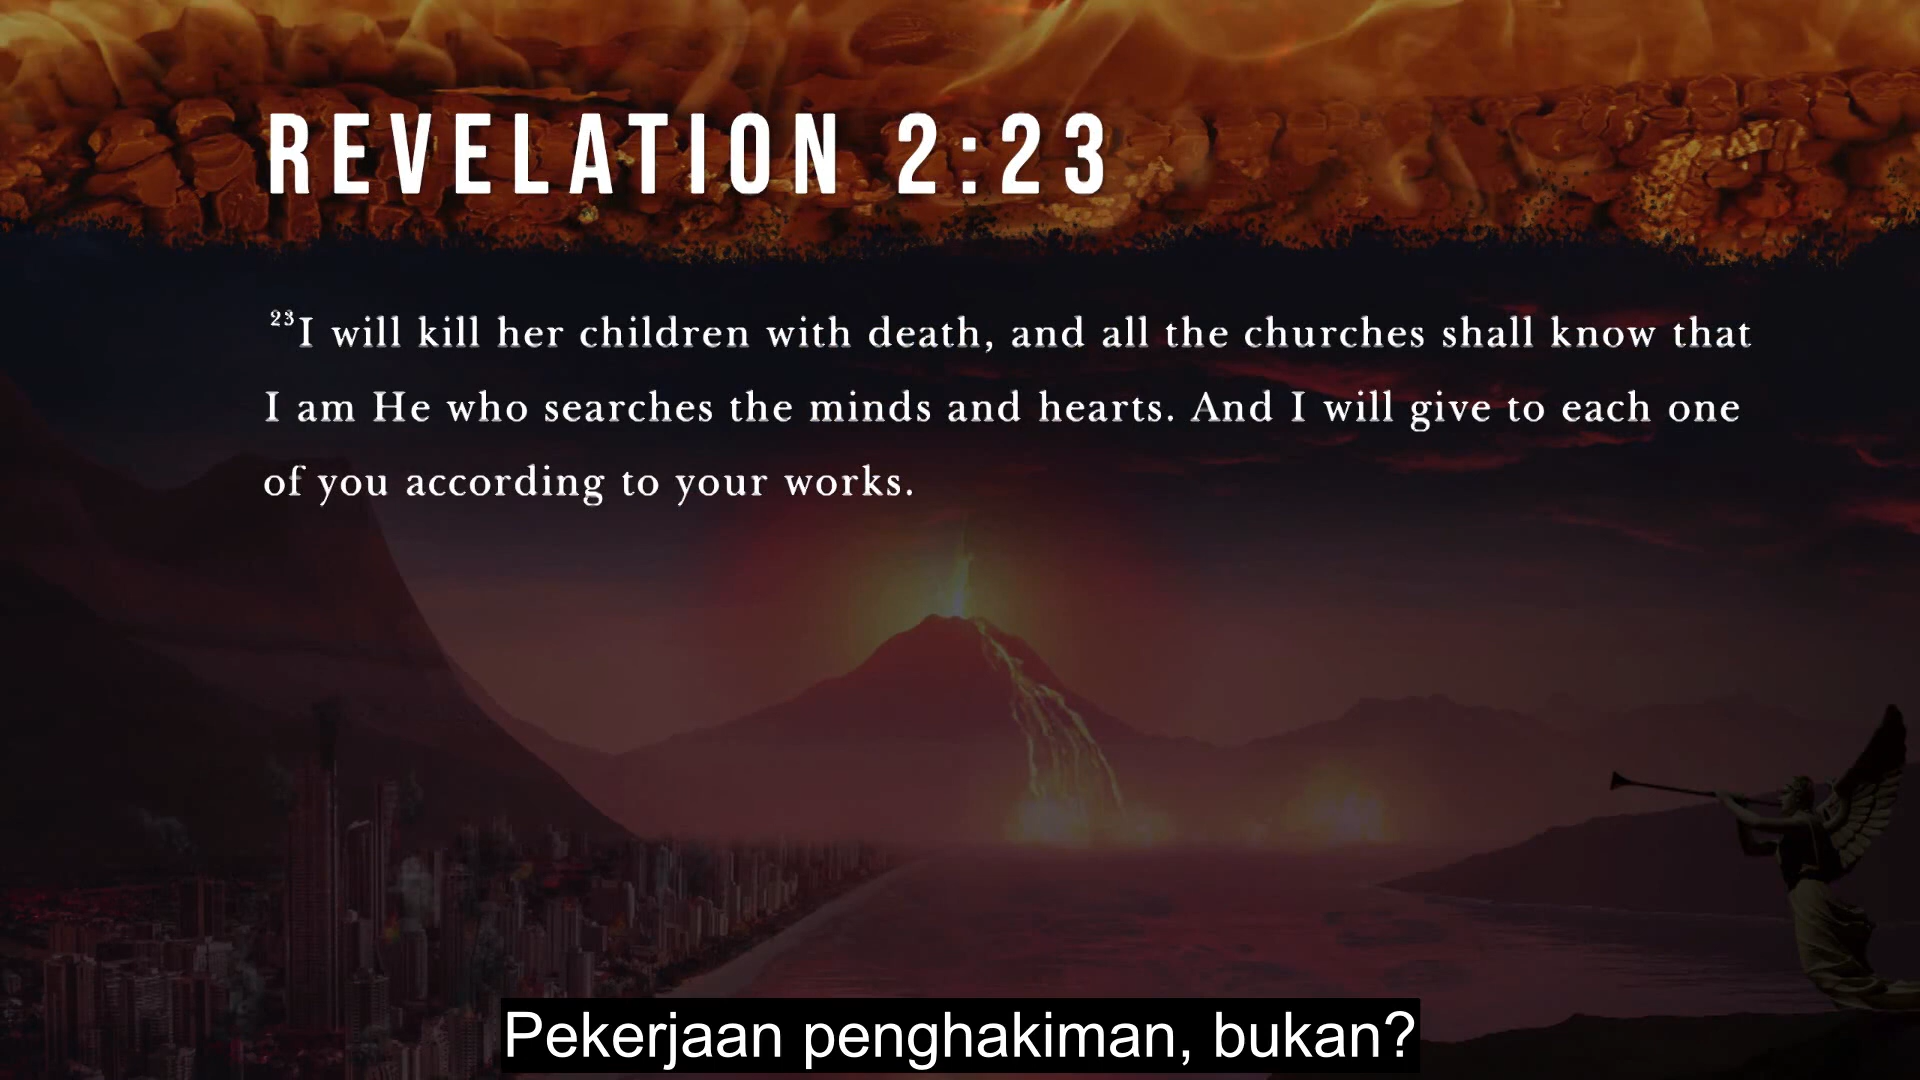 REVELATION 2:23
23I will kill her children with death, and all the churches shall know that
I am He who searches the minds and hearts. And I will give to each one
of you according to your works.
Pekerjaan penghakiman, bukan?